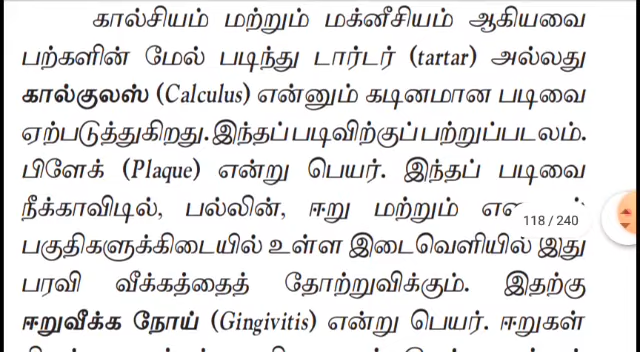 கால்சியம் மற்றும் மக்னீசியம் ஆகியவை
பற்களின் மேல் படிந்து டார்டர் (tartar) அல்லது
கால்குலஸ் (Calculus) என்னும் கடினமான படிவை
ஏற்படுத்துகிறது.இந்தப்படிவிற்குப்பற்றுப்படலம்.
பிளேக் (Plaque) என்று பெயர். இந்தப் படிவை
நீக்காவிடில், பல்லின், ஈறு மற்றும்
118 / 240
பகுதிகளுக்கிடையில் உள்ள இடைவெளியில் இது
பரவி வீக்கத்தைத் தோற்றுவிக்கும். இதற்கு
ஈறுவீக்க நோய் (Gingivitis) என்று பெயர். ஈறுகள்